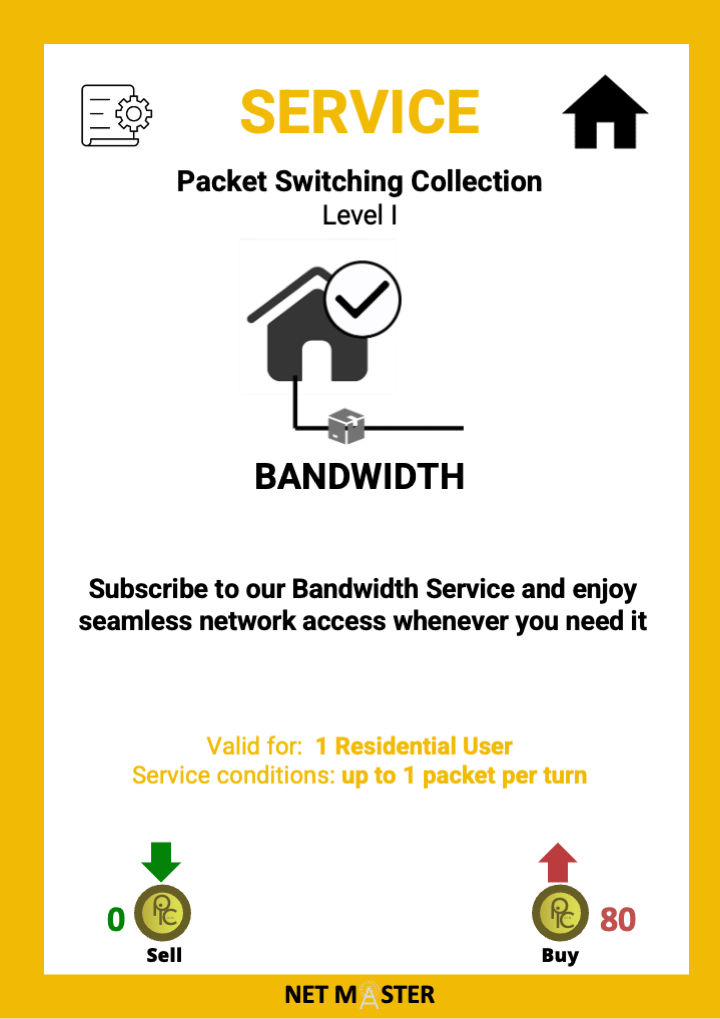 SERVICE
Packet Switching Collection
Level I
BANDWIDTH
Subscribe to our Bandwidth Service and enjoy
seamless network access whenever you need it
Valid for: 1 Residential User
Service conditions: up to 1 packet per turn
0
Sell
80
Buy
NET MASTER